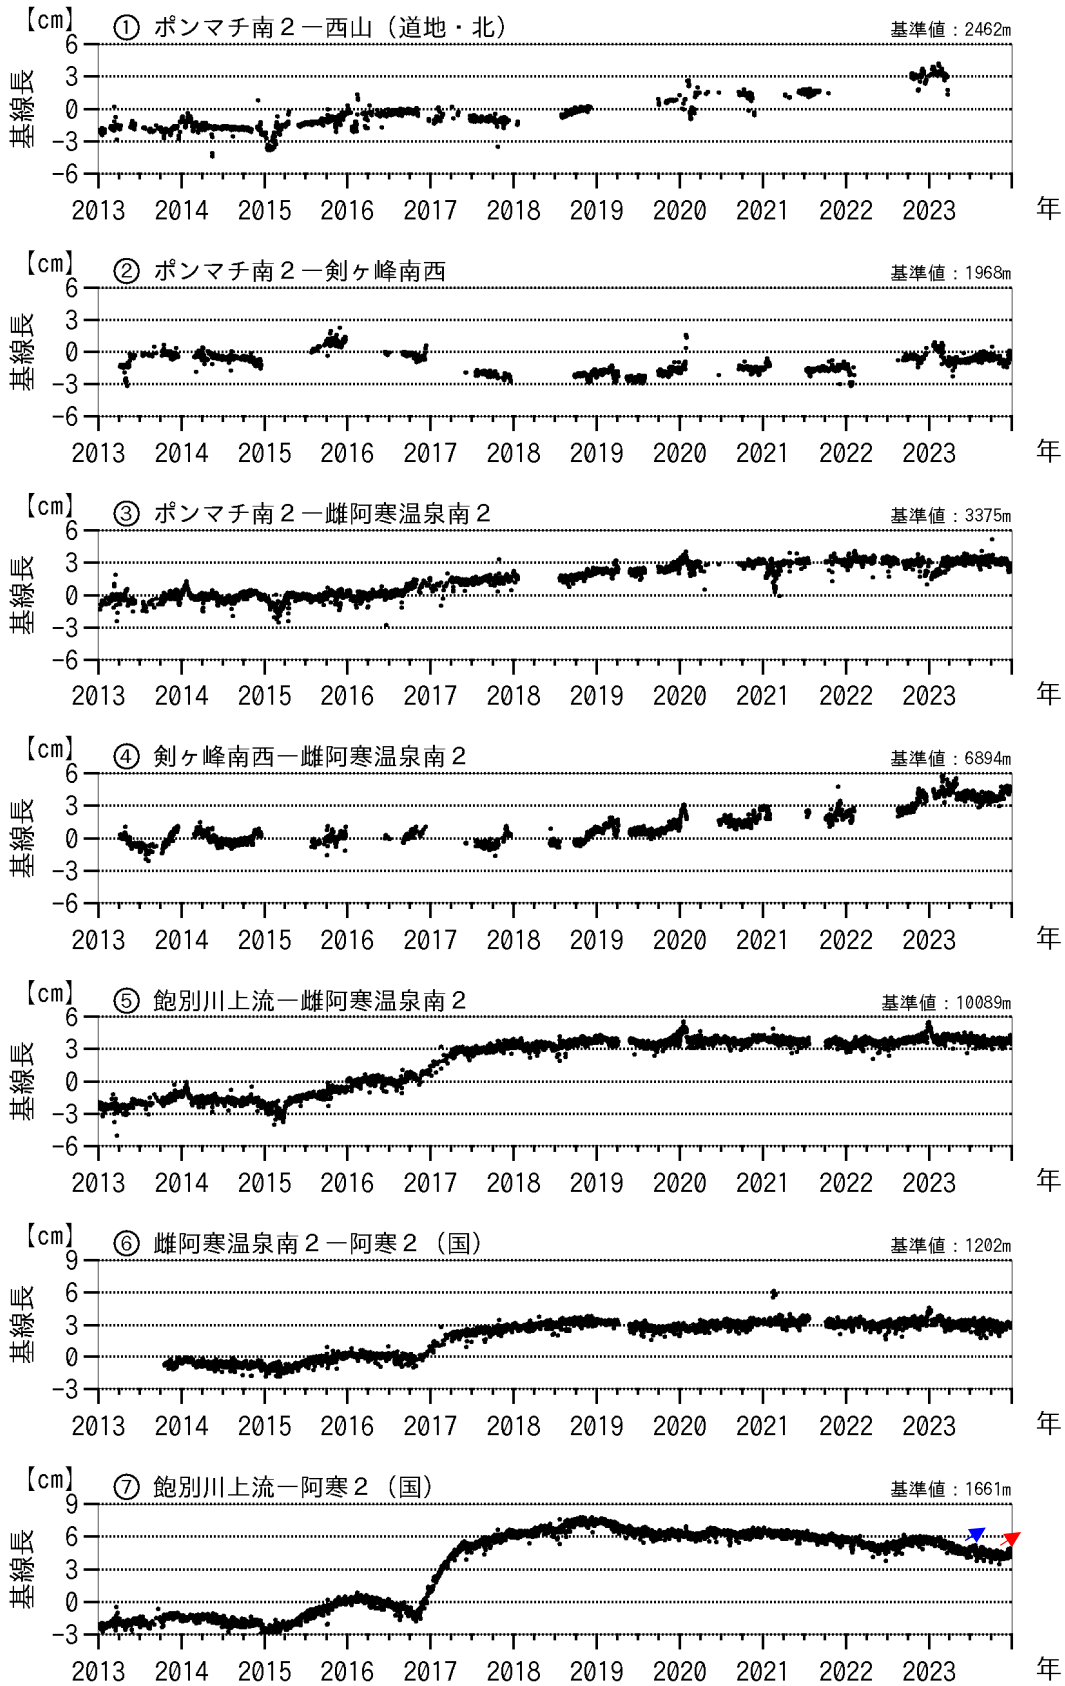 【cm】 ① ポンマチ南２―西山（道地・北） 基準値：2462m
6
3
0
-3
-6
基線長
2013 2014 2015 2016 2017 2018 2019 2020 2021 2022 2023 年
【cm】 ② ポンマチ南２―剣ヶ峰南西 基準値：1968m
6
3
0
-3
-6
基線長
2013 2014 2015 2016 2017 2018 2019 2020 2021 2022 2023 年
【cm】 ③ ポンマチ南２―雌阿寒温泉南２ 基準値：3375m
6
3
0
-3
-6
基線長
2013 2014 2015 2016 2017 2018 2019 2020 2021 2022 2023 年
【cm】 ④ 剣ヶ峰南西―雌阿寒温泉南２ 基準値：6894m
6
3
0
-3
-6
基線長
2013 2014 2015 2016 2017 2018 2019 2020 2021 2022 2023 年
【cm】 ⑤ 飽別川上流―雌阿寒温泉南２ 基準値：10089m
6
3
0
-3
-6
基線長
2013 2014 2015 2016 2017 2018 2019 2020 2021 2022 2023 年
【cm】 ⑥ 雌阿寒温泉南２―阿寒２（国） 基準値：1202m
9
6
3
0
-3
基線長
2013 2014 2015 2016 2017 2018 2019 2020 2021 2022 2023 年
【cm】 ⑦ 飽別川上流―阿寒２（国） 基準値：1661m
9
6
3
0
-3
基線長
2013 2014 2015 2016 2017 2018 2019 2020 2021 2022 2023 年